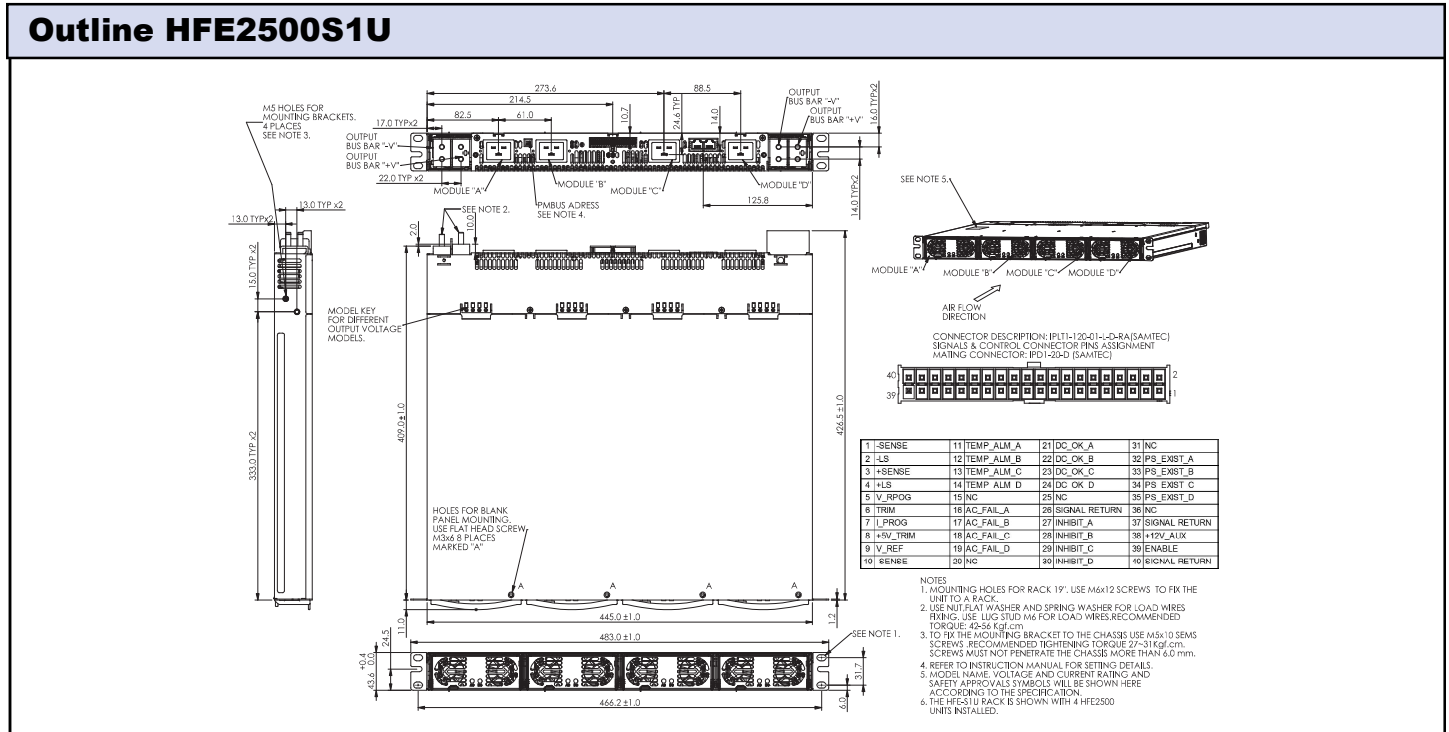 Outline HFE2500S1U
M5 HOLES FOR
MOUNTING BRACKETS.
4 PLACES
SEE NOTE 3.
273.6
88.5
214.5
82.5
61.0
17.0 TYPx2
10.7
24.6 TYP
14.0
OUTPUT
BUS BAR "-V"
OUTPUT
BUS BAR "+V"
16.0 TYPx2
OUTPUT
BUS BAR"-V"
OUTPUT
BUS BAR"+V"
22.0 TYP x2
MODULE "A"
MODULE "B"
MODULE "C"
MODULE "D"
PMBUS ADRESS
SEE NOTE 4.
125.8
14.0 TYPx2
SEE NOTE 5.
13.0 TYP x2
13.0 TYPx2
15.0 TYP x2
333.0 TYP x2
SEE NOTE 2.
2.0
10.0
MODEL KEY
FOR DIFFERENT
OUTPUT VOLTAGE
MODELS.
409.0±1.0
426.5 ±1.0
HOLES FOR BLANK
PANEL MOUNTING.
USE FLAT HEAD SCREW
M3x6 8 PLACES
MARKED "A"
A
A
A
A
11.0
445.0 ±1.0
1.2
483.0 ±1.0
SEE NOTE 1.
24.5
+0.4
0.0
43.6
31.7
6.0
466.2 ±1.0
MODULE "A"
MODULE "B"
MODULE "C"
MODULE "D"
AIR FLOW
DIRECTION
CONNECTOR DESCRIPTION: IPLT1-120-01-L-D-RA(SAMTEC)
SIGNALS & CONTROL CONNECTOR PINS ASSIGNMENT
MATING CONNECTOR: IPD1-20-D (SAMTEC)
40
2
39
1
1 -SENSE 11 TEMP_ALM_A 21 DC_OK_A 31 NC
2 -LS 12 TEMP_ALM_B 22 DC_OK_B 32 PS_EXIST_A
3 +SENSE 13 TEMP_ALM_C 23 DC_OK_C 33 PS_EXIST_B
4 +LS 14 TEMP_ALM_D 24 DC_OK_D 34 PS_EXIST_C
5 V_RPOG 15 NC 25 NC 35 PS_EXIST_D
6 TRIM 16 AC_FAIL_A 26 SIGNAL RETURN 36 NC
7 I_PROG 17 AC_FAIL_B 27 INHIBIT_A 37 SIGNAL RETURN
8 +5V_TRIM 18 AC_FAIL_C 28 INHIBIT_B 38 +12V_AUX
9 V_REF 19 AC_FAIL_D 29 INHIBIT_C 39 ENABLE
10 SENSE 20 NC 30 INHIBIT_D 40 SIGNAL RETURN
NOTES
1. MOUNTING HOLES FOR RACK 19". USE M6x12 SCREWS TO FIX THE
UNIT TO A RACK.
2. USE NUT,FLAT WASHER AND SPRING WASHER FOR LOAD WIRES
FIXING. USE LUG STUD M6 FOR LOAD WIRES.RECOMMENDED
TORQUE: 42-56 Kgf.cm
3. TO FIX THE MOUNTING BRACKET TO THE CHASSIS USE M5x10 SEMS
SCREWS .RECOMMENDED TIGHTENING TORQUE 27~31Kgf.cm.
SCREWS MUST NOT PENETRATE THE CHASSIS MORE THAN 6.0 mm.
4. REFER TO INSTRUCTION MANUAL FOR SETTING DETAILS.
5. MODEL NAME, VOLTAGE AND CURRENT RATING AND
SAFETY APPROVALS SYMBOLS WILL BE SHOWN HERE
ACCORDING TO THE SPECIFICATION.
6. THE HFE-S1U RACK IS SHOWN WITH 4 HFE2500
UNITS INSTALLED.